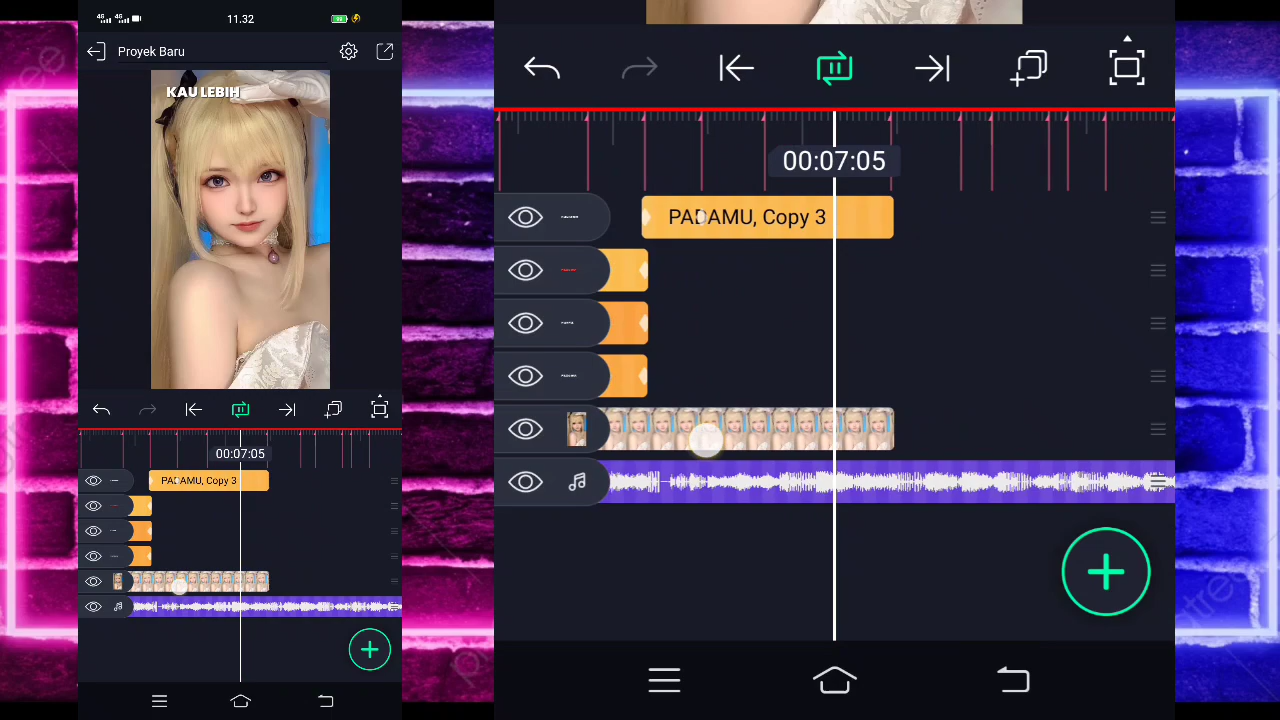 11.32
Proyek Baru
KAU LEBIH
00:07:05
PADAMU, Copy 3
00:07:05
PADAMU, Copy 3